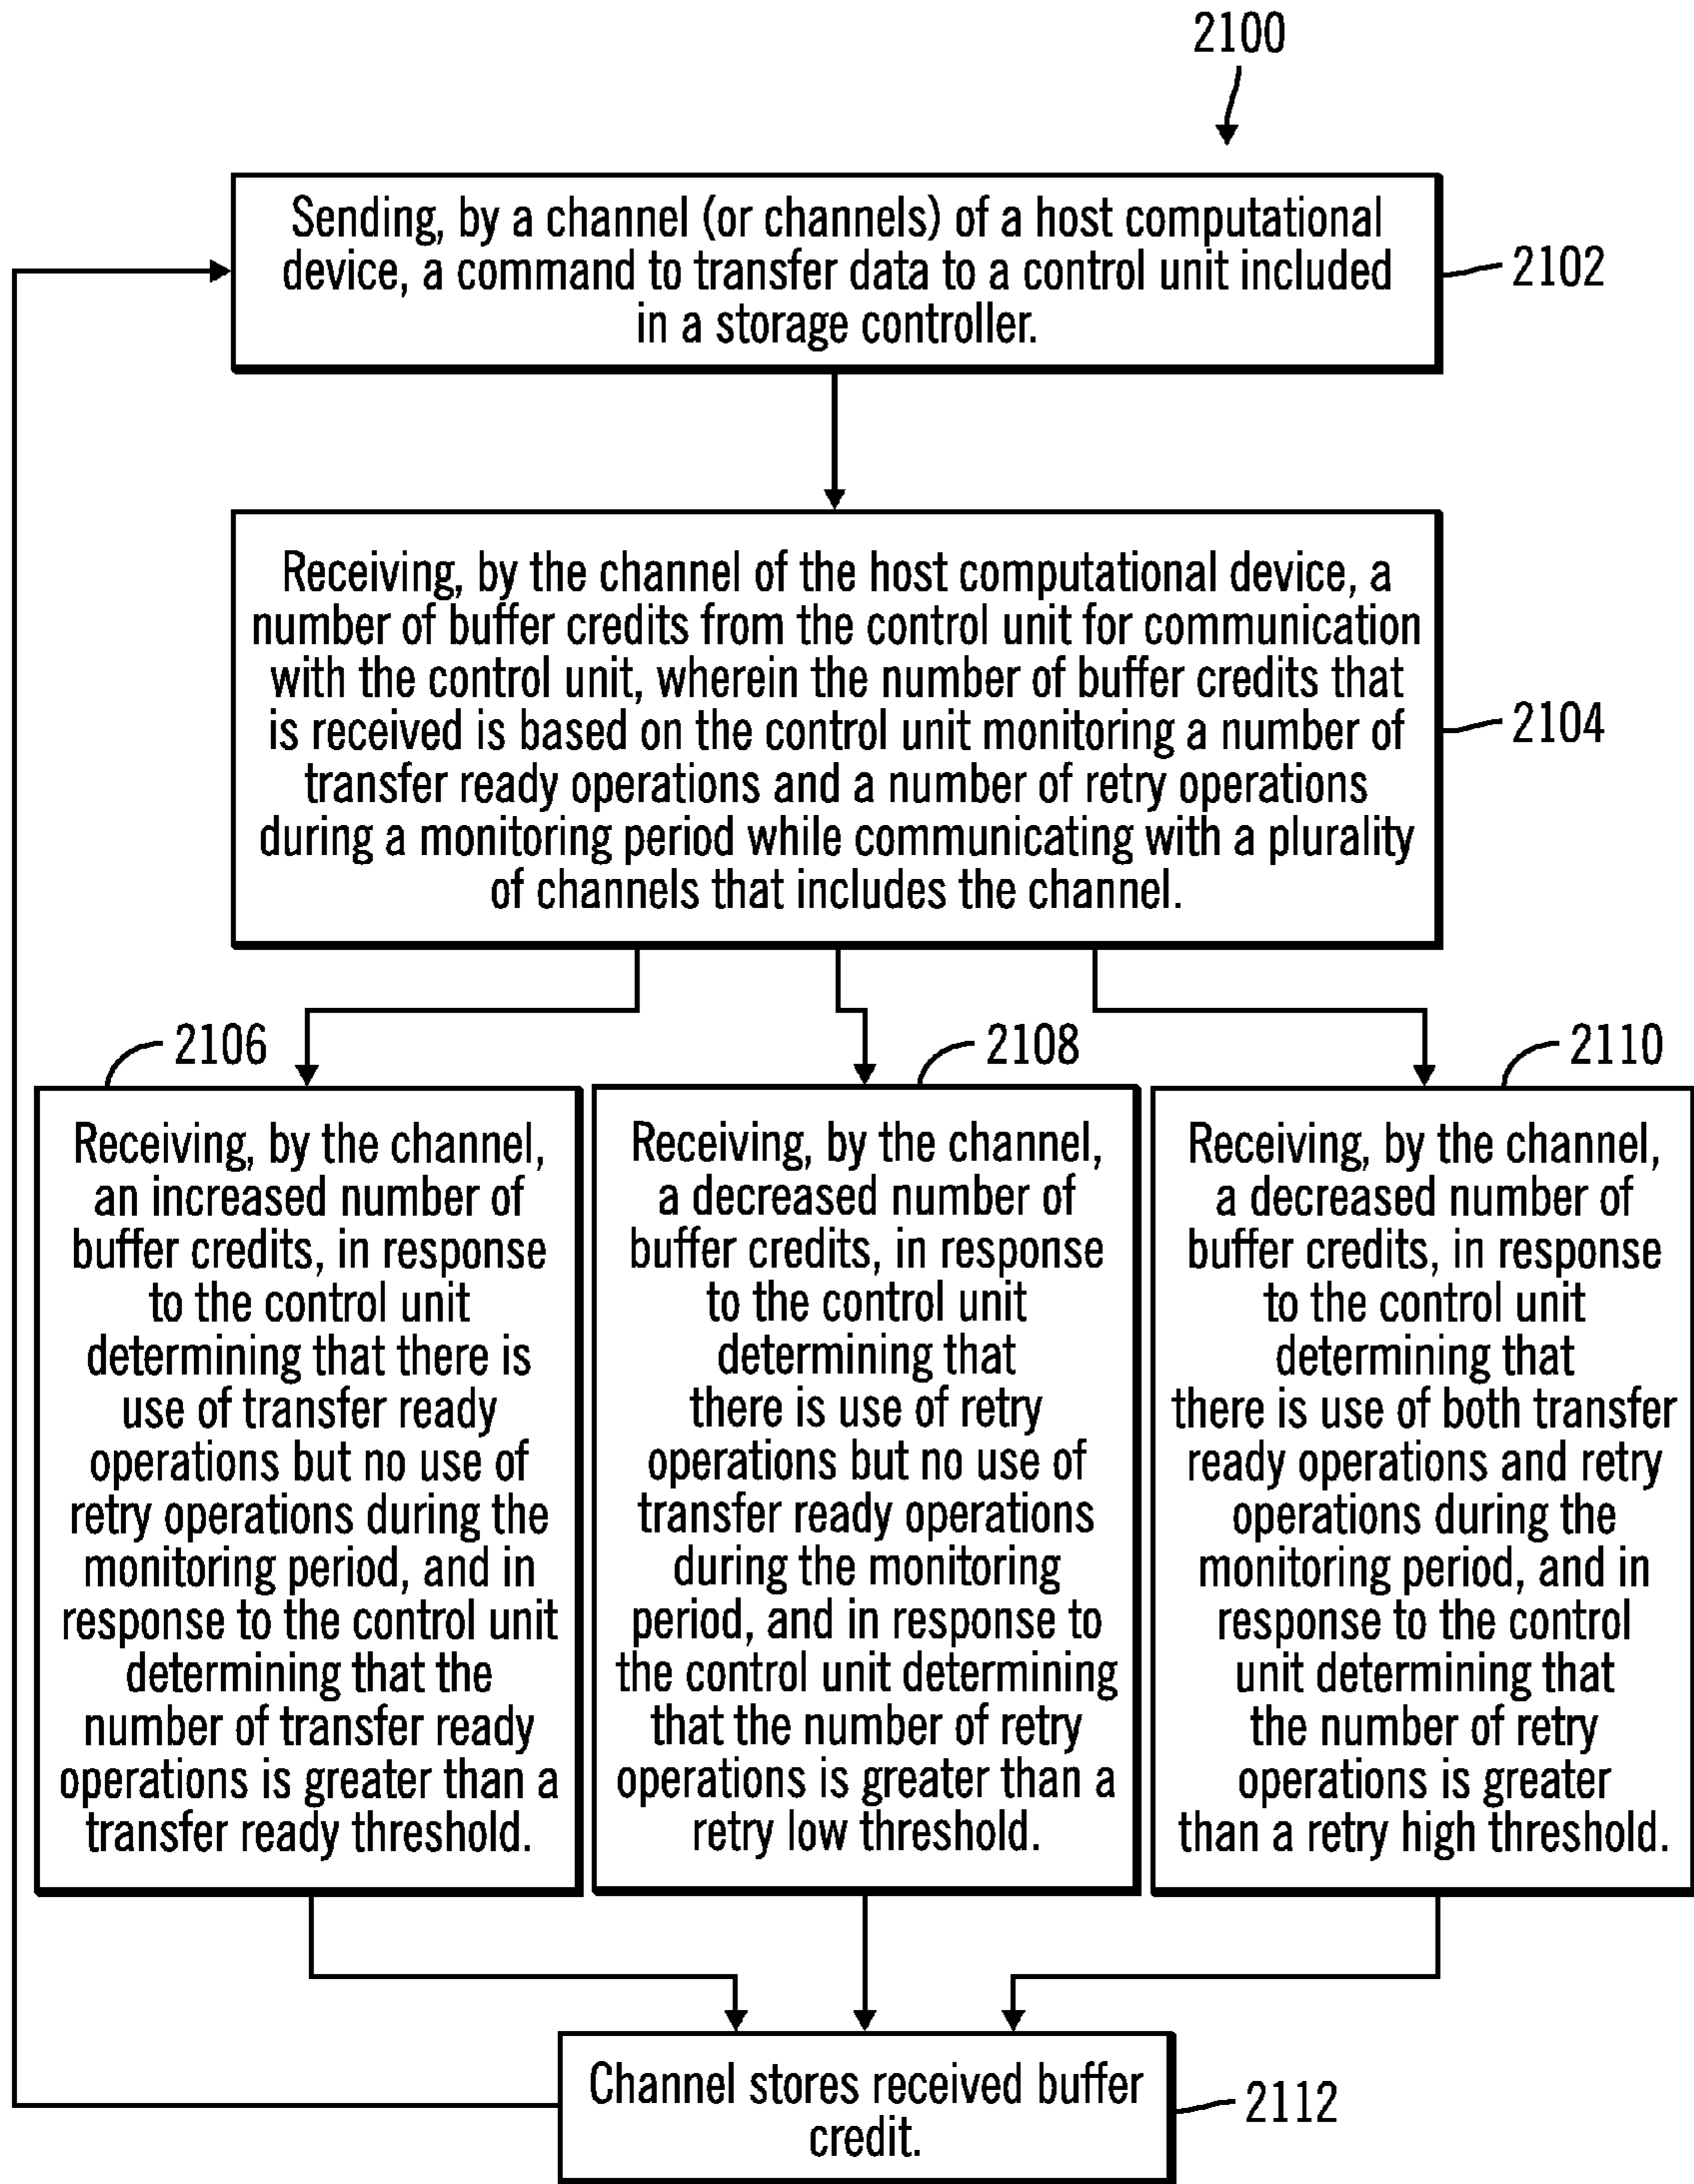 2100
Sending, by a channel (or channels) of a host computational
device, a command to transfer data to a control unit included
in a storage controller.
2102
Receiving, by the channel of the host computational device, a
number of buffer credits from the control unit for communication
with the control unit, wherein the number of buffer credits that
is received is based on the control unit monitoring a number of
transfer ready operations and a number of retry operations
during a monitoring period while communicating with a plurality
of channels that includes the channel.
2104
2106
Receiving, by the channel,
an increased number of
buffer credits, in response
to the control unit
determining that there is
use of transfer ready
operations but no use of
retry operations during the
monitoring period, and in
response to the control unit
determining that the
number of transfer ready
operations is greater than a
transfer ready threshold.
2108
Receiving, by the channel,
a decreased number of
buffer credits, in response
to the control unit
determining that
there is use of retry
operations but no use of
transfer ready operations
during the monitoring
period, and in response to
the control unit determining
that the number of retry
operations is greater than a
retry low threshold.
2110
Receiving, by the channel,
a decreased number of
buffer credits, in response
to the control unit
determining that
there is use of both transfer
ready operations and retry
operations during the
monitoring period, and in
response to the control
unit determining that
the number of retry
operations is greater
than a retry high threshold.
Channel stores received buffer
credit.
2112